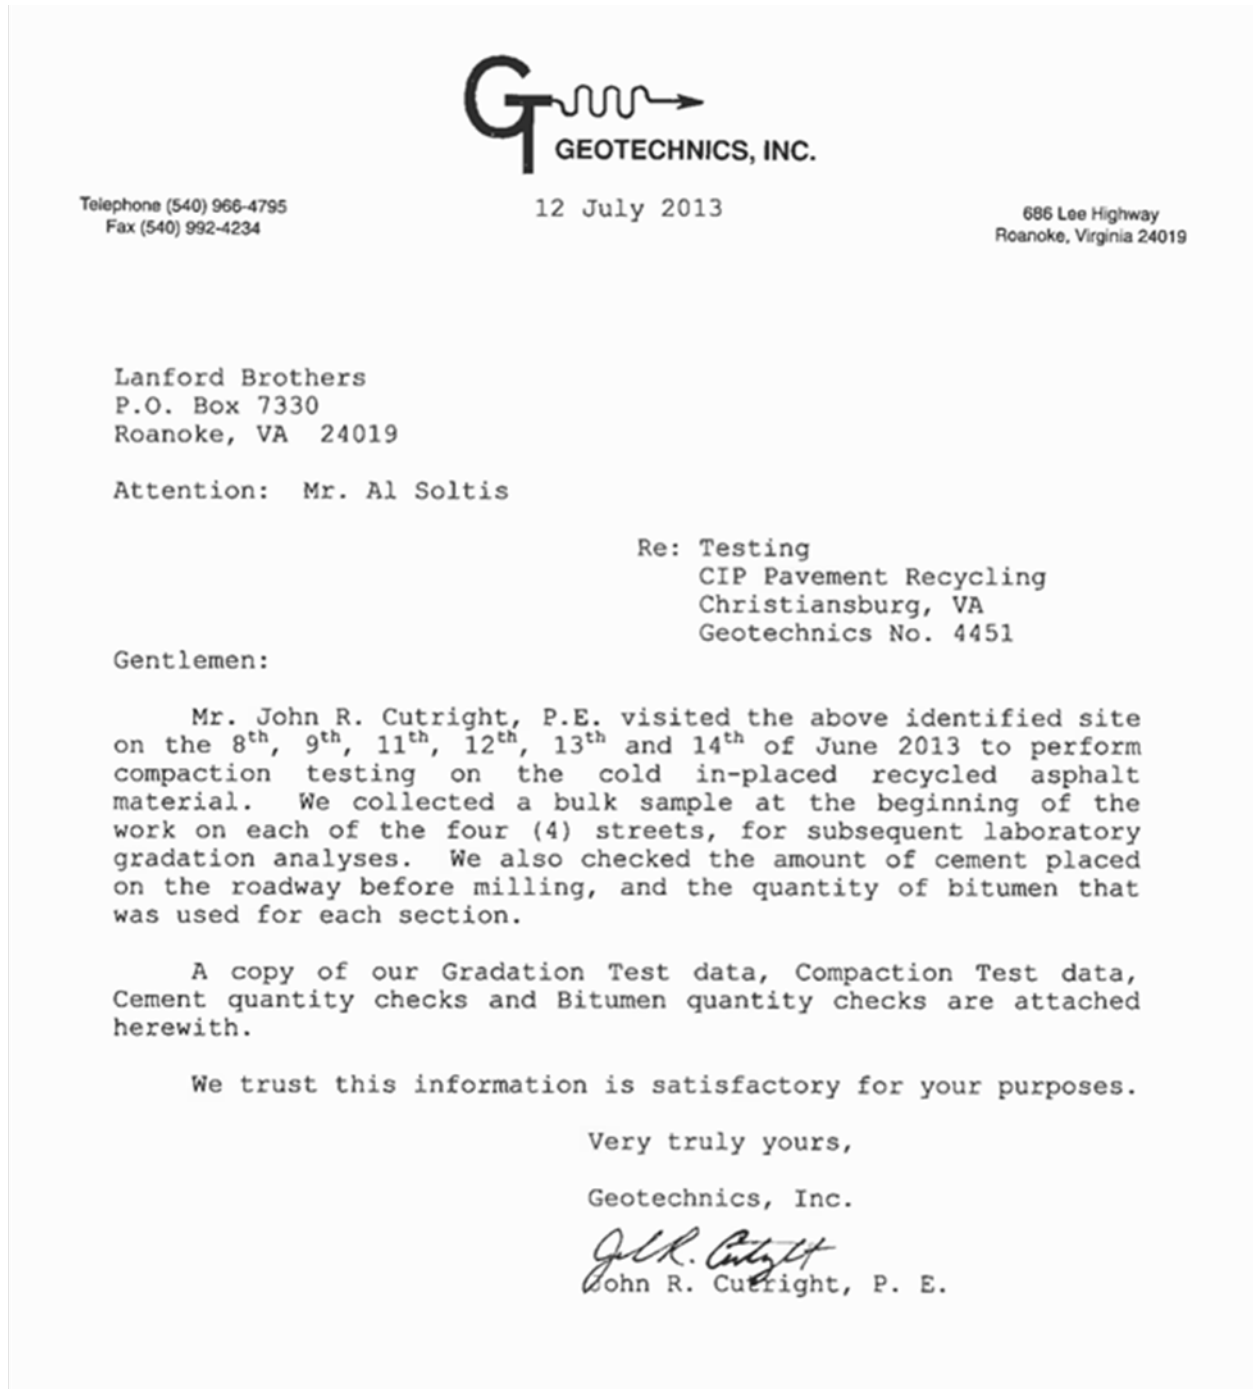 GT
GEOTECHNICS, INC.
Telephone (540) 966-4795
Fax (540) 992-4234
12 July 2013
686 Lee Highway
Roanoke, Virginia 24019
Lanford Brothers
P.O. Box 7330
Roanoke, VA  24019
Attention:  Mr. Al Soltis
Re: Testing
CIP Pavement Recycling
Christiansburg, VA
Geotechnics No. 4451
Gentlemen:
Mr. John R. Cutright, P.E. visited the above identified site
on the 8th, 9th, 11th, 12th, 13th and 14th of June 2013 to perform
compaction testing on the cold in-placed recycled asphalt
material.  We collected a bulk sample at the beginning of the
work on each of the four (4) streets, for subsequent laboratory
gradation analyses.  We also checked the amount of cement placed
on the roadway before milling, and the quantity of bitumen that
was used for each section.
A copy of our Gradation Test data, Compaction Test data,
Cement quantity checks and Bitumen quantity checks are attached
herewith.
We trust this information is satisfactory for your purposes.
Very truly yours,
Geotechnics, Inc.
John R. Cutright
John R. Cutright, P. E.